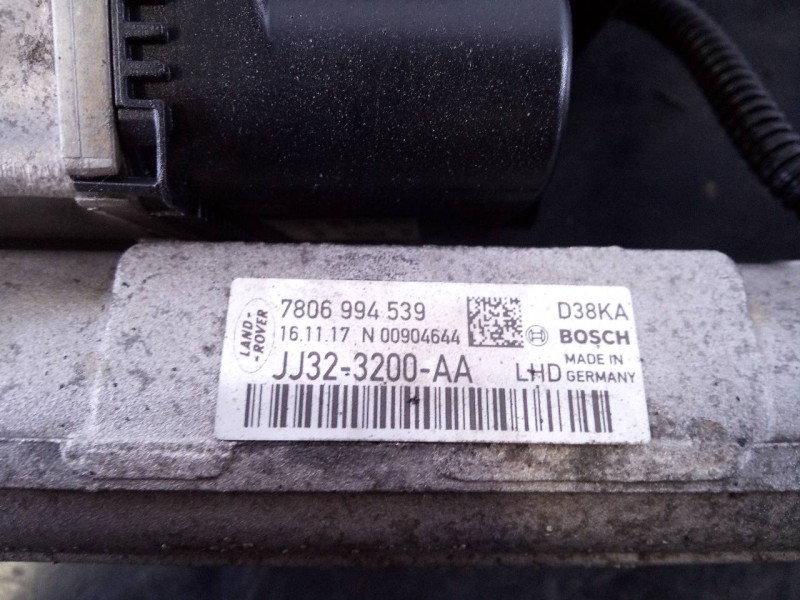 LAND-
ROVER
7806 994 539
16.11.17 N 00904644
JJ32-3200-AA
LHD
D38KA
BOSCH
MADE IN
GERMANY